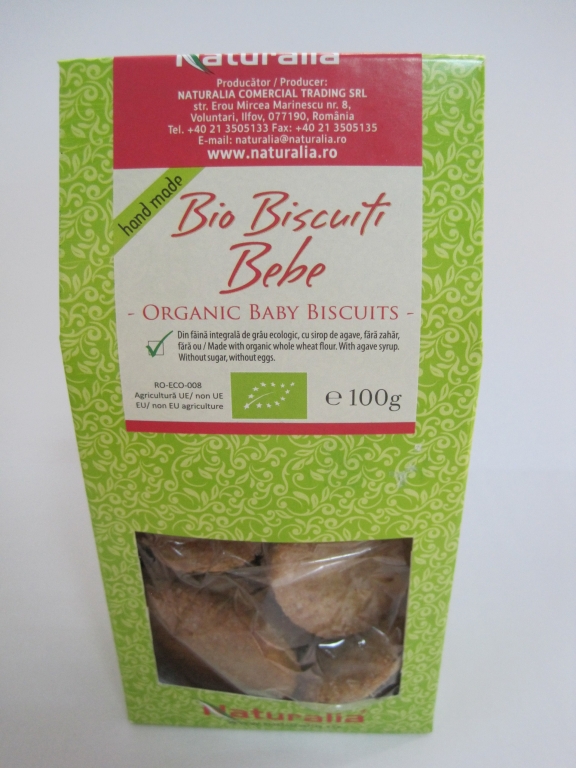 Naturalia
Producător / Producer:
NATURALIA COMERCIAL TRADING SRL
str. Erou Mircea Marinescu nr. 8,
Voluntari, Ilfov, 077190, România
Tel. +40 21 3505133 Fax: +40 21 3505135
E-mail: naturalia@naturalia.ro
www.naturalia.ro
hand made
Bio Biscuiti
Bebe
- ORGANIC BABY BISCUITS -
Din făină integrală de grâu ecologic, cu sirop de agave, fără zahăr,
fără ou / Made with organic whole wheat flour. With agave syrup.
Without sugar, without eggs.
RO-ECO-008
Agricultură UE/ non UE
EU/ non EU agriculture
℮ 100g
Naturalia